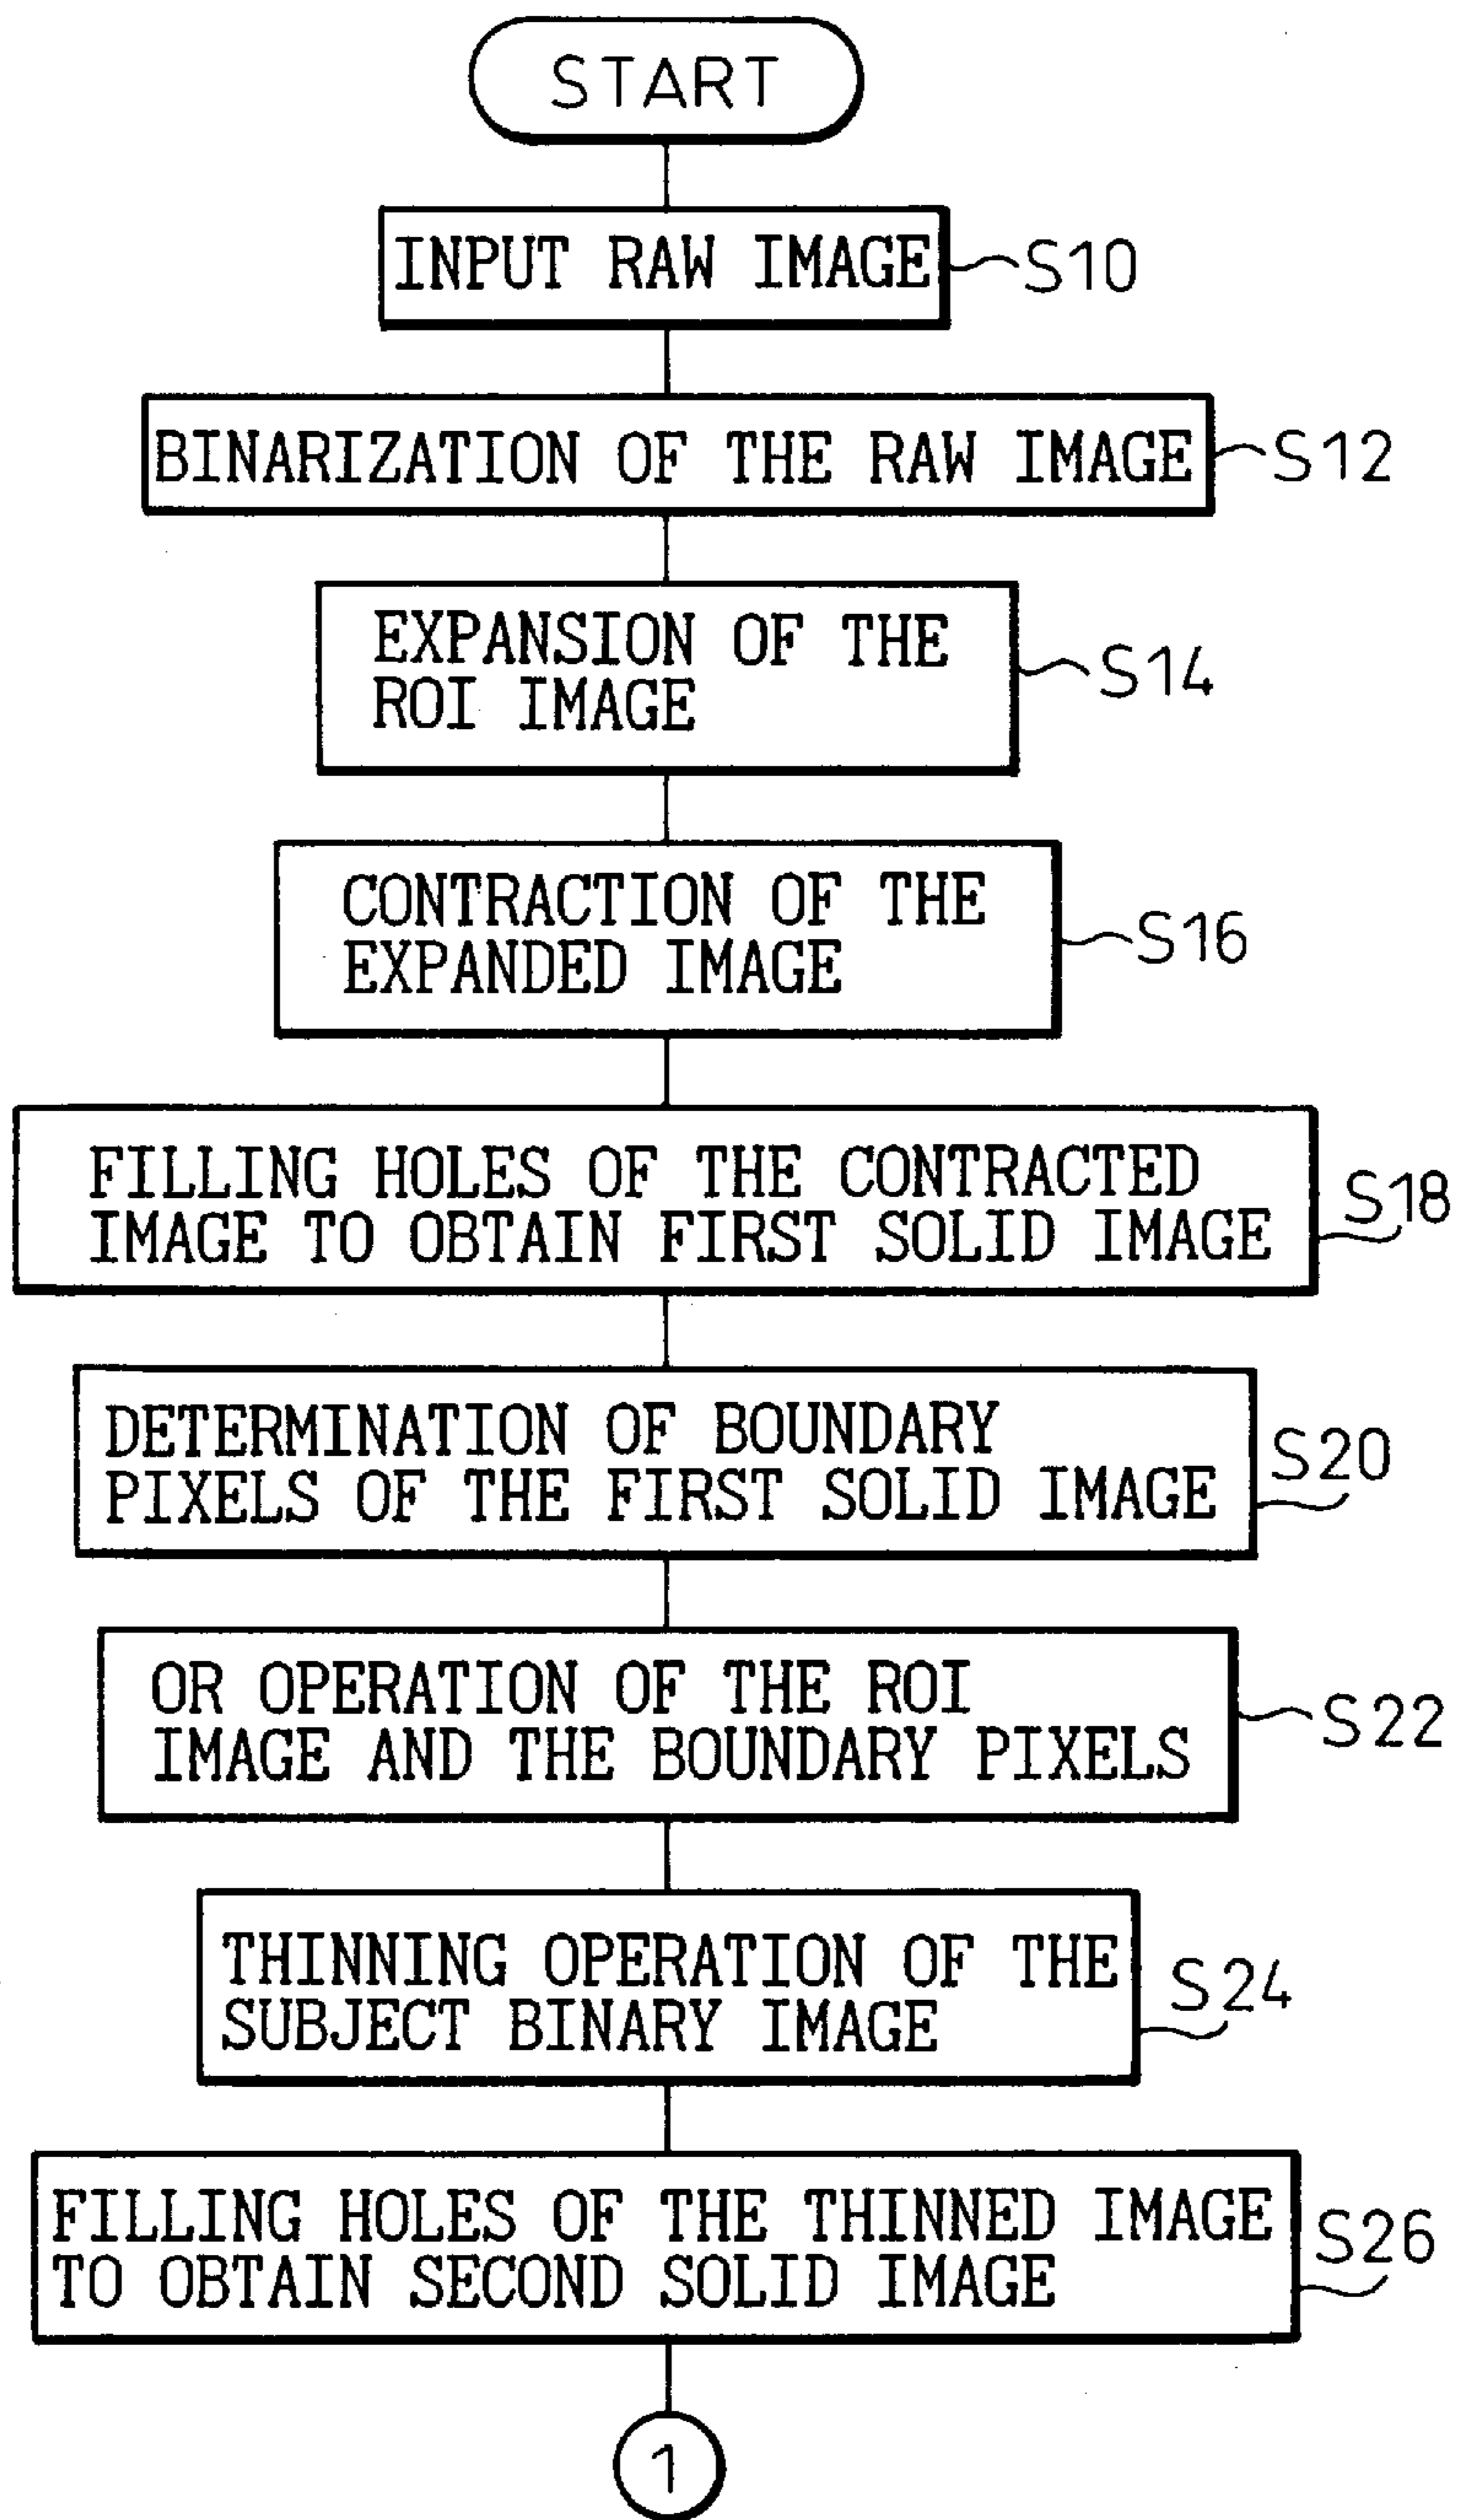 START
INPUT RAW IMAGE
S10
BINARIZATION OF THE RAW IMAGE
S12
EXPANSION OF THE
ROI IMAGE
S14
CONTRACTION OF THE
EXPANDED IMAGE
S16
FILLING HOLES OF THE CONTRACTED
IMAGE TO OBTAIN FIRST SOLID IMAGE
S18
DETERMINATION OF BOUNDARY
PIXELS OF THE FIRST SOLID IMAGE
S20
OR OPERATION OF THE ROI
IMAGE AND THE BOUNDARY PIXELS
S22
THINNING OPERATION OF THE
SUBJECT BINARY IMAGE
S24
FILLING HOLES OF THE THINNED IMAGE
TO OBTAIN SECOND SOLID IMAGE
S26
1